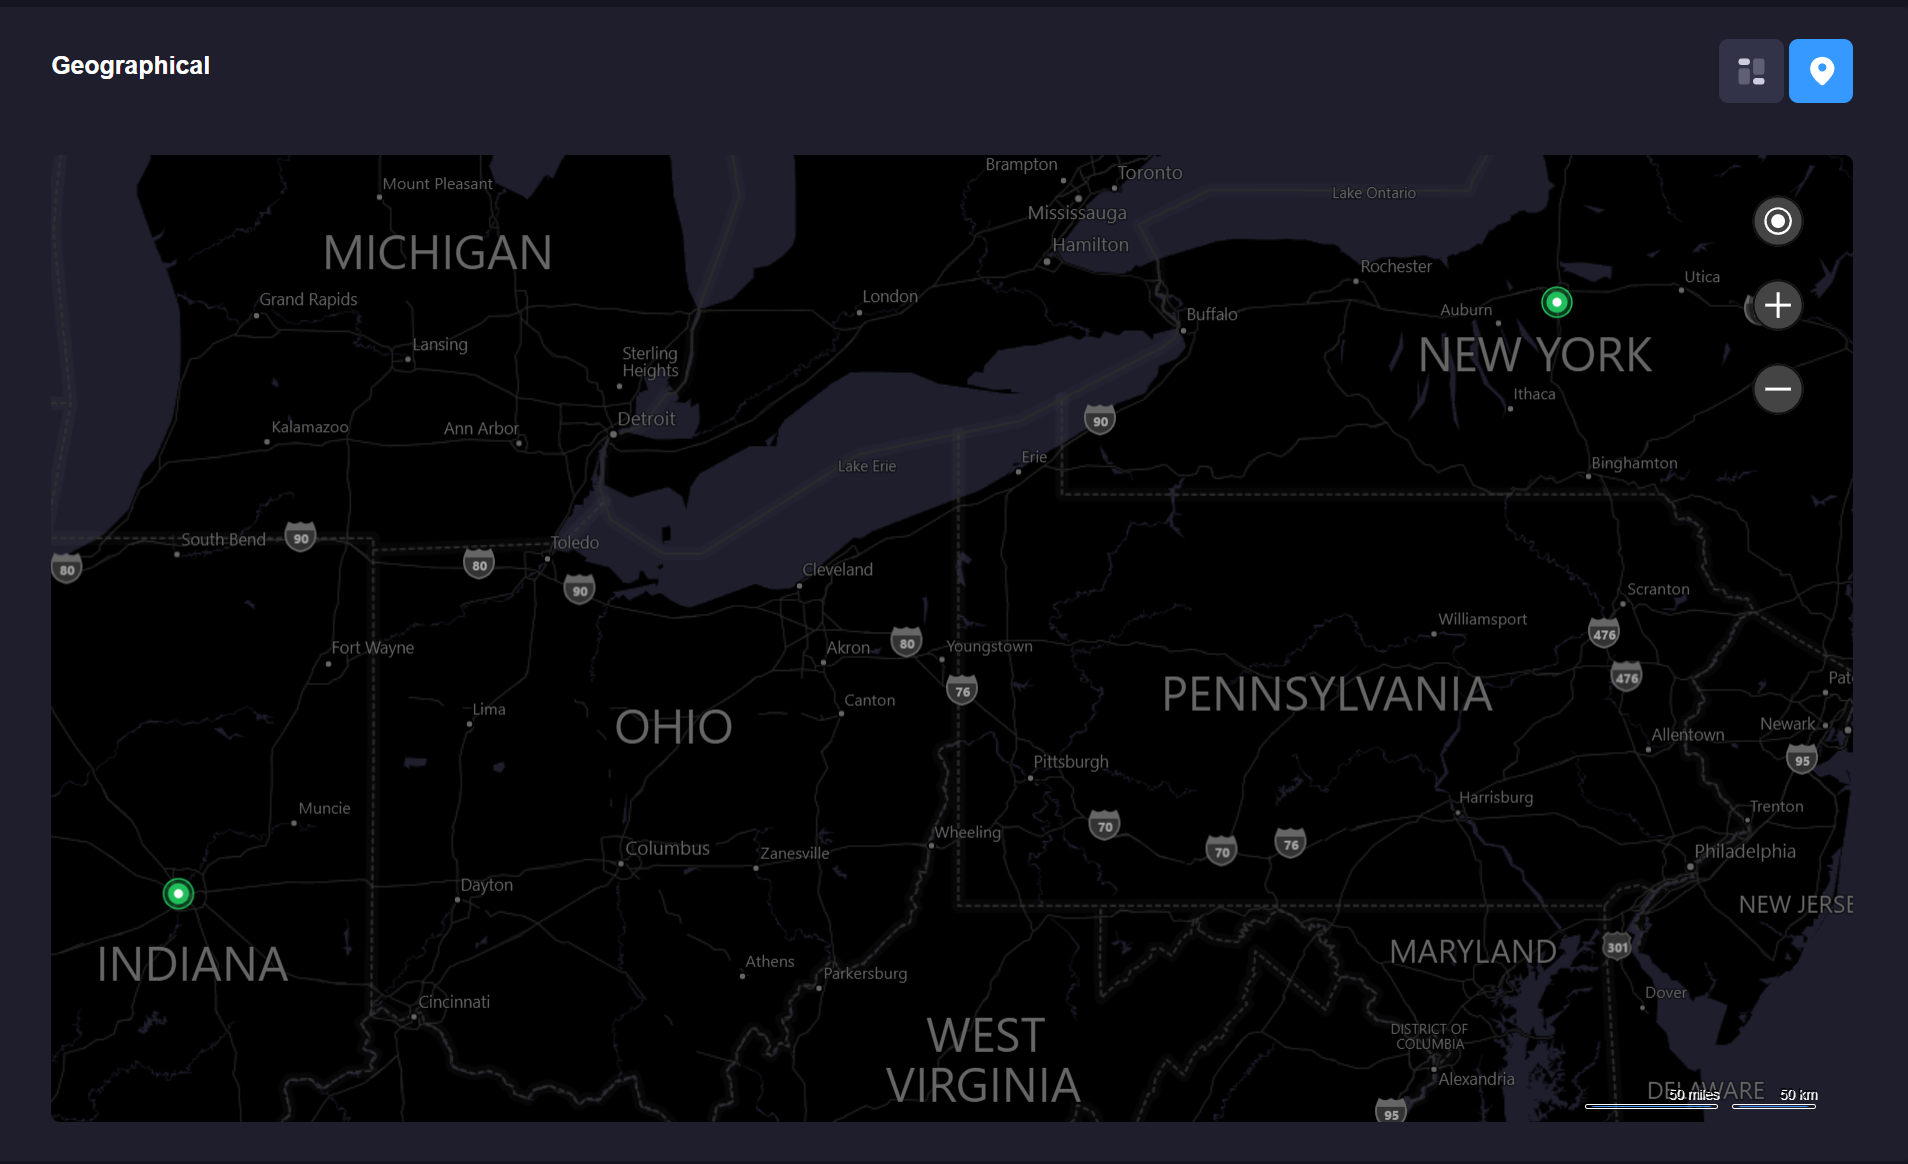 Geographical
Brampton
Toronto
Mount Pleasant
Lake Ontario
Mississauga
MICHIGAN
Hamilton
Rochester
Utica
Grand Rapids
London
Auburn
Buffalo
Lansing
Sterling
Heights
NEW YORK
Ithaca
Detroit
90
Kalamazoo
Ann Arbor
Erie
Lake Erie
Binghamton
South Bend
90
Toledo
80
80
Cleveland
90
Scranton
Williamsport
476
Fort Wayne
Akron
80
Youngstown
476
Pat
76
PENNSYLVANIA
Canton
Lima
OHIO
Newark
Allentown
Pittsburgh
95
Harrisburg
Muncie
Trenton
70
Wheeling
76
70
Columbus
Zanesville
Philadelphia
Dayton
NEW JERSE
301
MARYLAND
INDIANA
Athens
Parkersburg
Dover
Cincinnati
DISTRICT OF
COLUMBIA
WEST
VIRGINIA
Alexandria
DELAWARE
50 miles
50 km
95